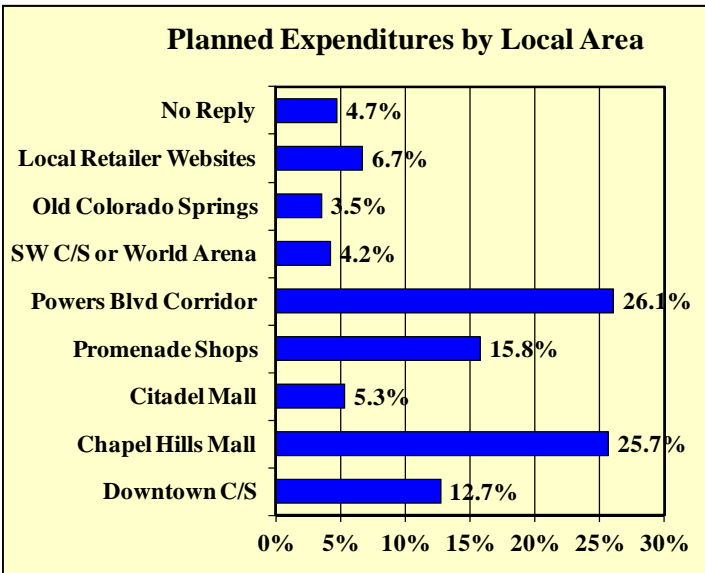 Planned Expenditures by Local Area
No Reply 4.7%
Local Retailer Websites 6.7%
Old Colorado Springs 3.5%
SW C/S or World Arena 4.2%
Powers Blvd Corridor 26.1%
Promenade Shops 15.8%
Citadel Mall 5.3%
Chapel Hills Mall 25.7%
Downtown C/S 12.7%
0% 5% 10% 15% 20% 25% 30%